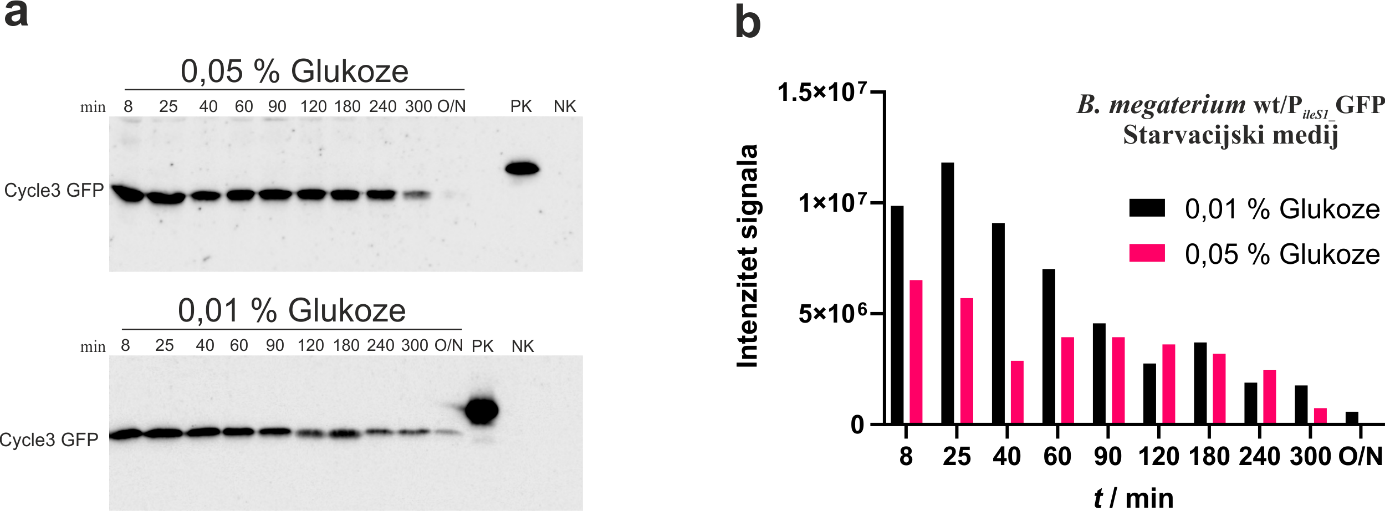 a
0,05 % Glukoze
min 8 25 40 60 90 120 180 240 300 O/N PK NK
Cycle3 GFP
0,01 % Glukoze
min 8 25 40 60 90 120 180 240 300 O/N PK NK
Cycle3 GFP
b
Intenzitet signala
1.5×10⁷
1×10⁷
5×10⁶
0
B. megaterium wt/PileS1_GFP
Starvacijski medij
0,01 % Glukoze
0,05 % Glukoze
8 25 40 60 90 120 180 240 300 O/N
t / min